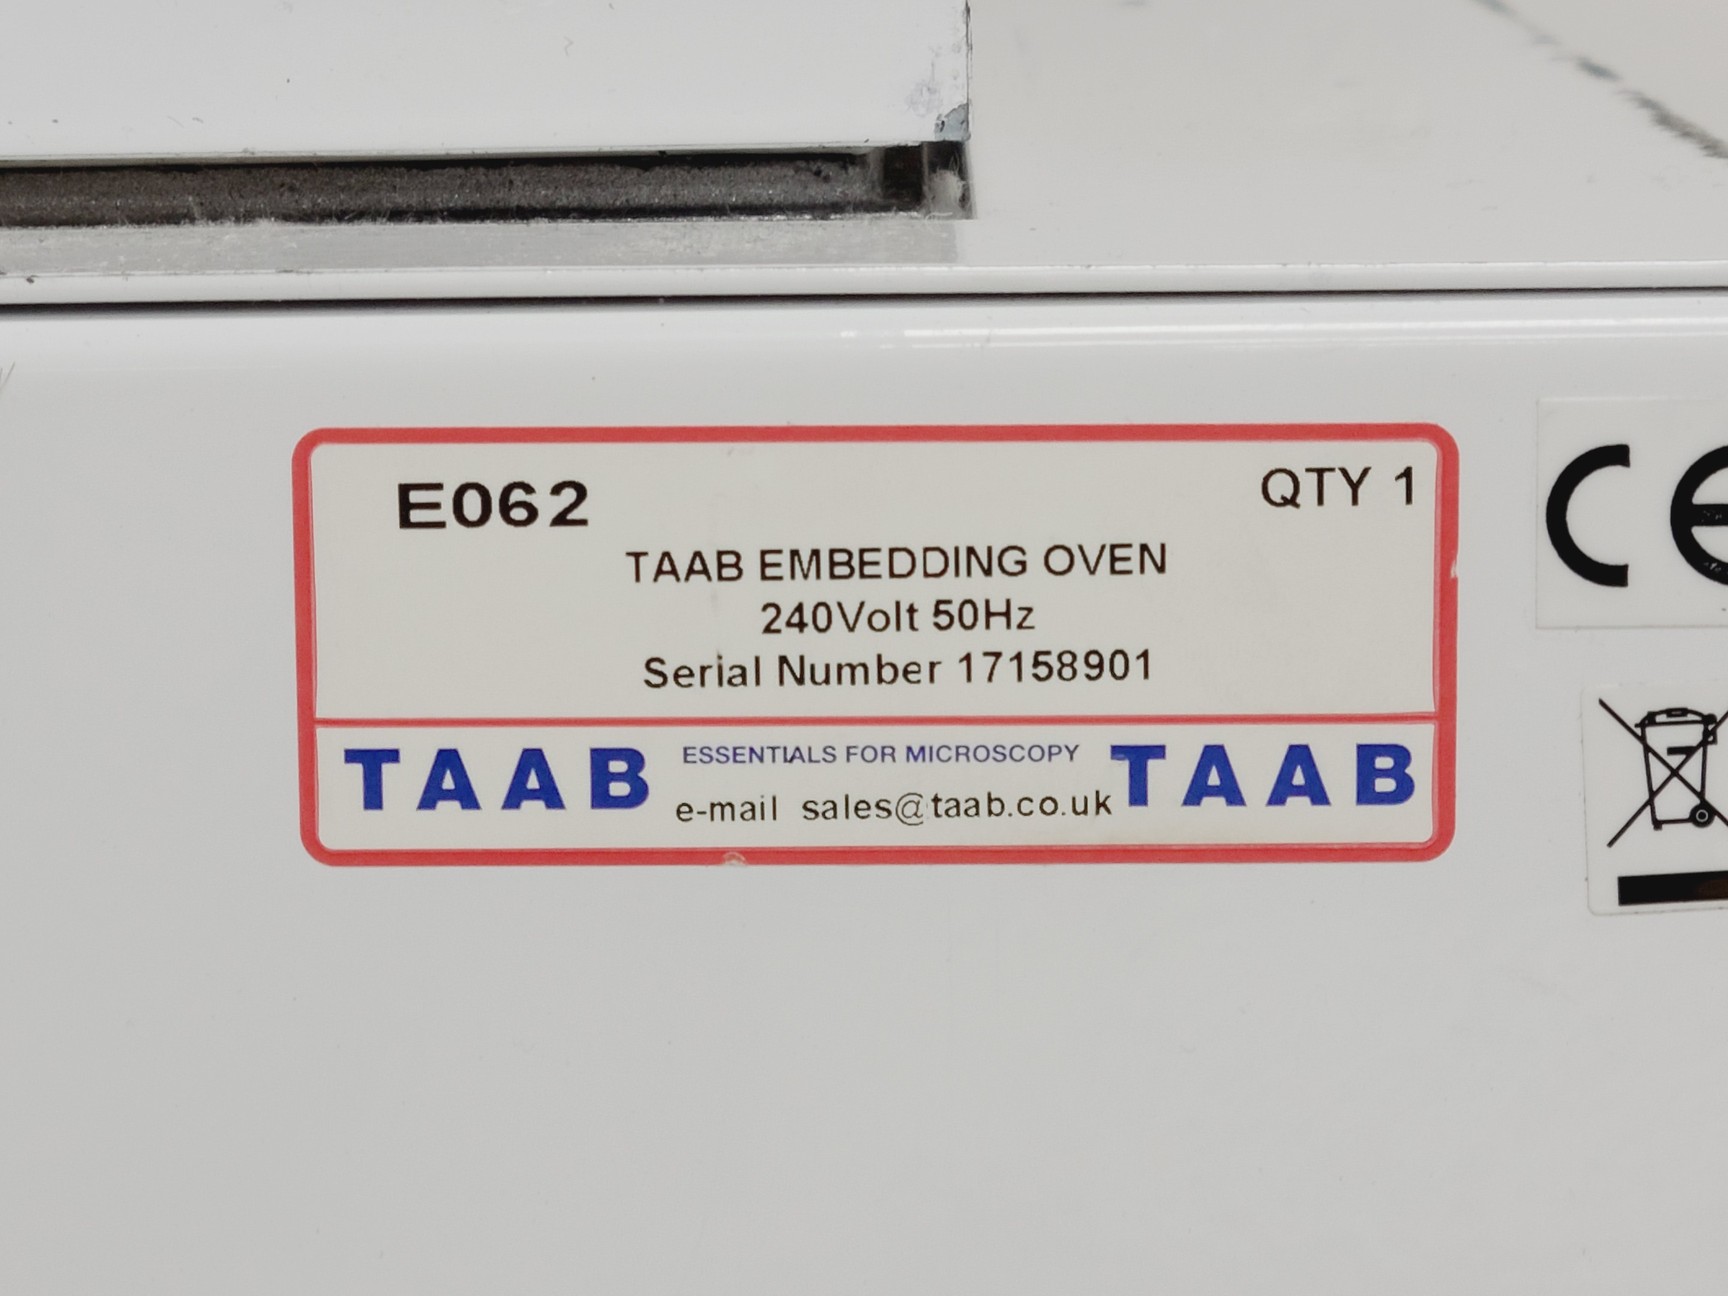 E062
QTY 1
TAAB EMBEDDING OVEN
240Volt 50Hz
Serial Number 17158901
TAAB ESSENTIALS FOR MICROSCOPY TAAB
e-mail sales@taab.co.uk
CE